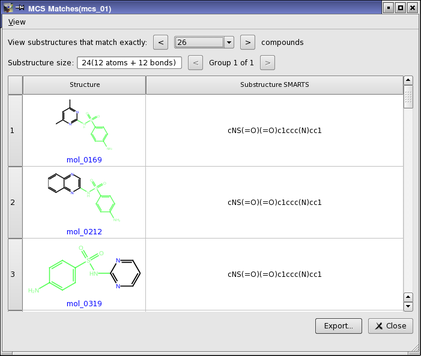 MCS Matches(mcs_01)
View
View substructures that match exactly: < 26 > compounds
Substructure size: 24(12 atoms + 12 bonds) < Group 1 of 1 >
Structure Substructure SMARTS
1 cNS(=O)(=O)c1ccc(N)cc1
mol_0169
2 cNS(=O)(=O)c1ccc(N)cc1
mol_0212
3 cNS(=O)(=O)c1ccc(N)cc1
mol_0319
Export... Close